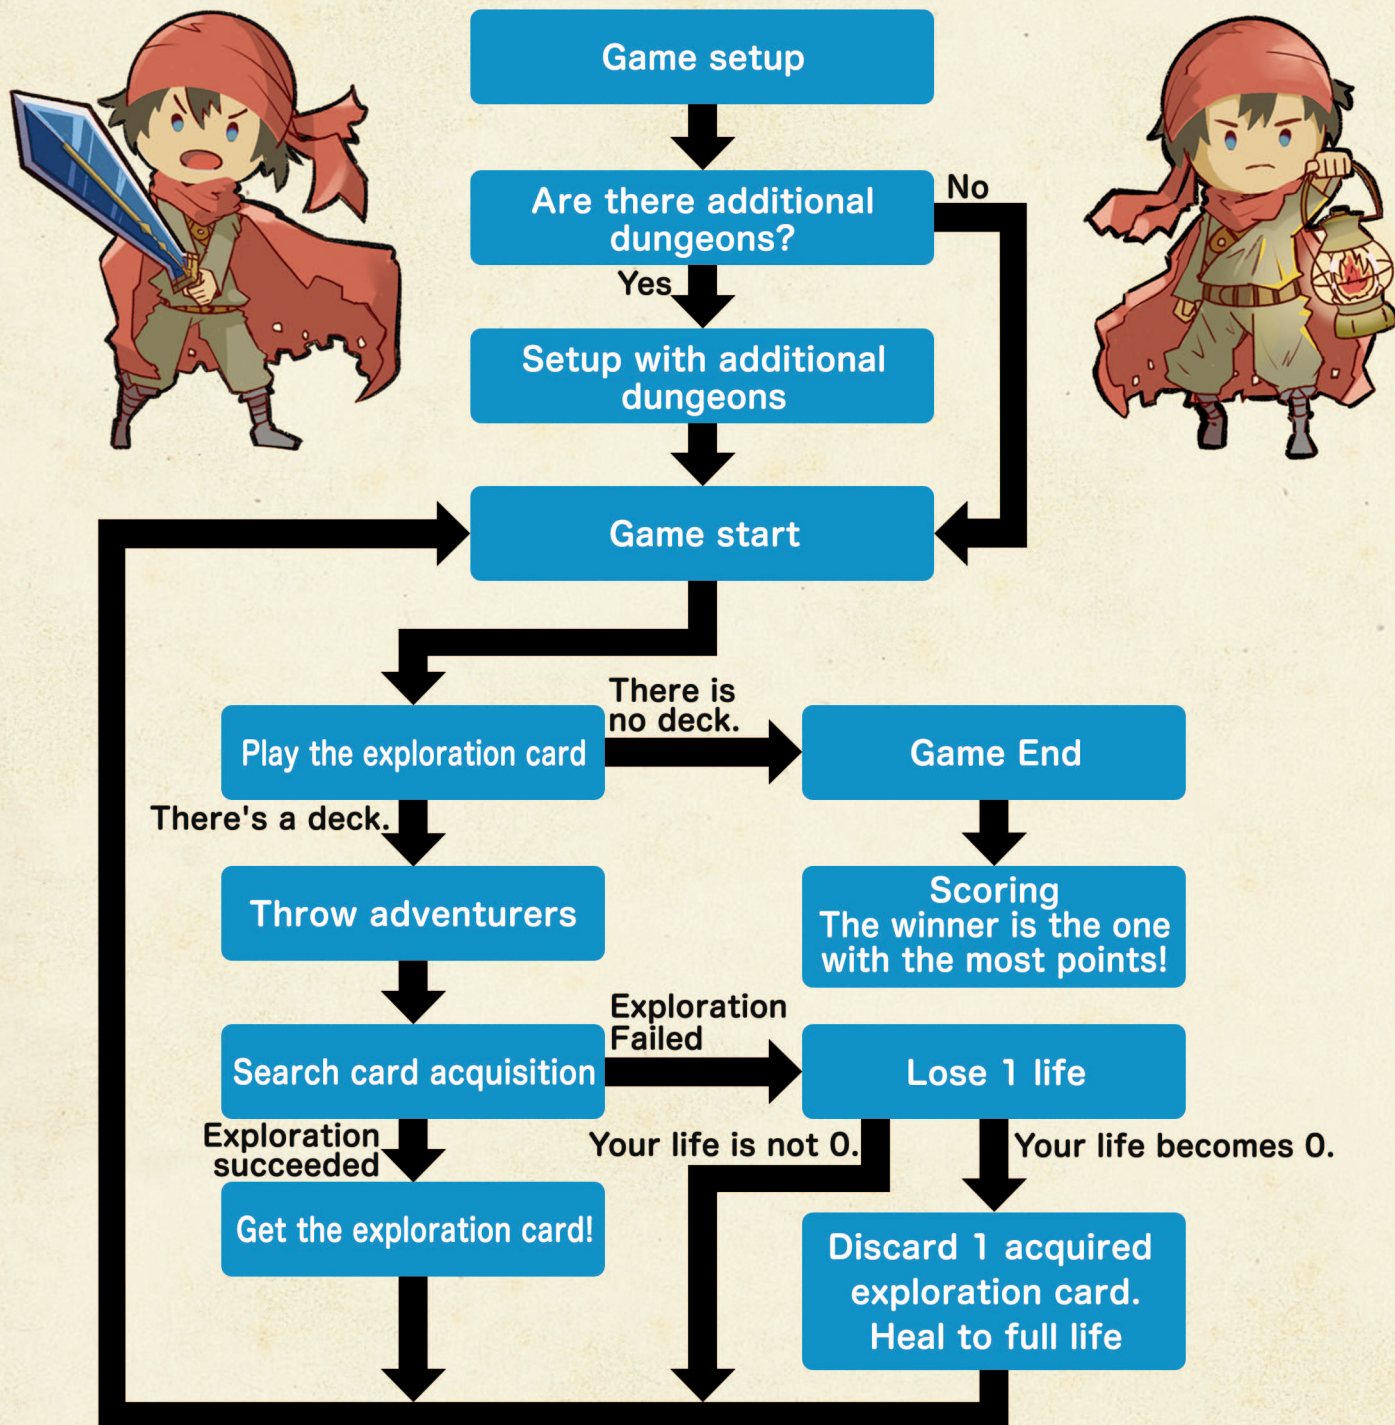 Game setup
Are there additional
dungeons?
No
Yes
Setup with additional
dungeons
Game start
There is
no deck.
Play the exploration card
Game End
There's a deck.
Throw adventurers
Scoring
The winner is the one
with the most points!
Exploration
Failed
Search card acquisition
Lose 1 life
Exploration
succeeded
Your life is not 0.
Your life becomes 0.
Get the exploration card!
Discard 1 acquired
exploration card.
Heal to full life